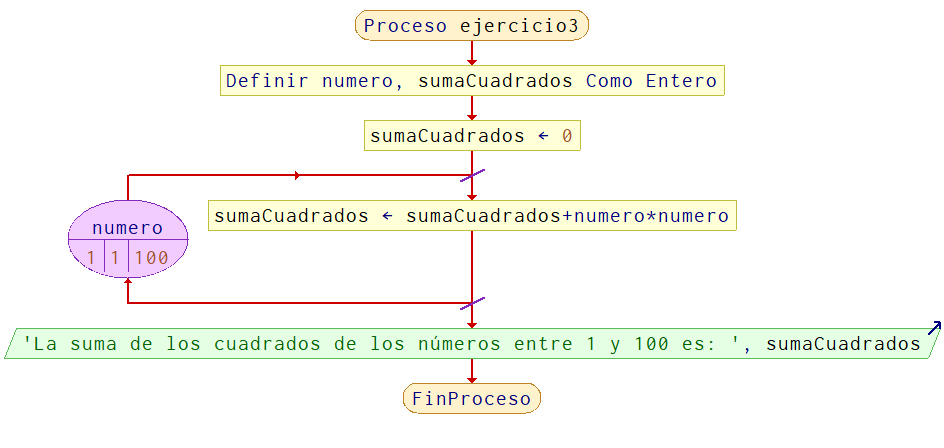 Proceso ejercicio3
Definir numero, sumaCuadrados Como Entero
sumaCuadrados ← 0
sumaCuadrados ← sumaCuadrados+numero*numero
numero
1 1 100
'La suma de los cuadrados de los números entre 1 y 100 es: ', sumaCuadrados
FinProceso